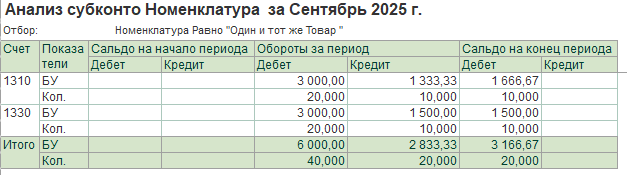 Анализ субконто Номенклатура за Сентябрь 2025 г.
Отбор: Номенклатура Равно "Один и тот же Товар "
Счет Показа тели Сальдо на начало периода Обороты за период Сальдо на конец периода
Дебет Кредит Дебет Кредит Дебет Кредит
1310 БУ 3 000,00 1 333,33 1 666,67
Кол. 20,000 10,000 10,000
1330 БУ 3 000,00 1 500,00 1 500,00
Кол. 20,000 10,000 10,000
Итого БУ 6 000,00 2 833,33 3 166,67
Кол. 40,000 20,000 20,000